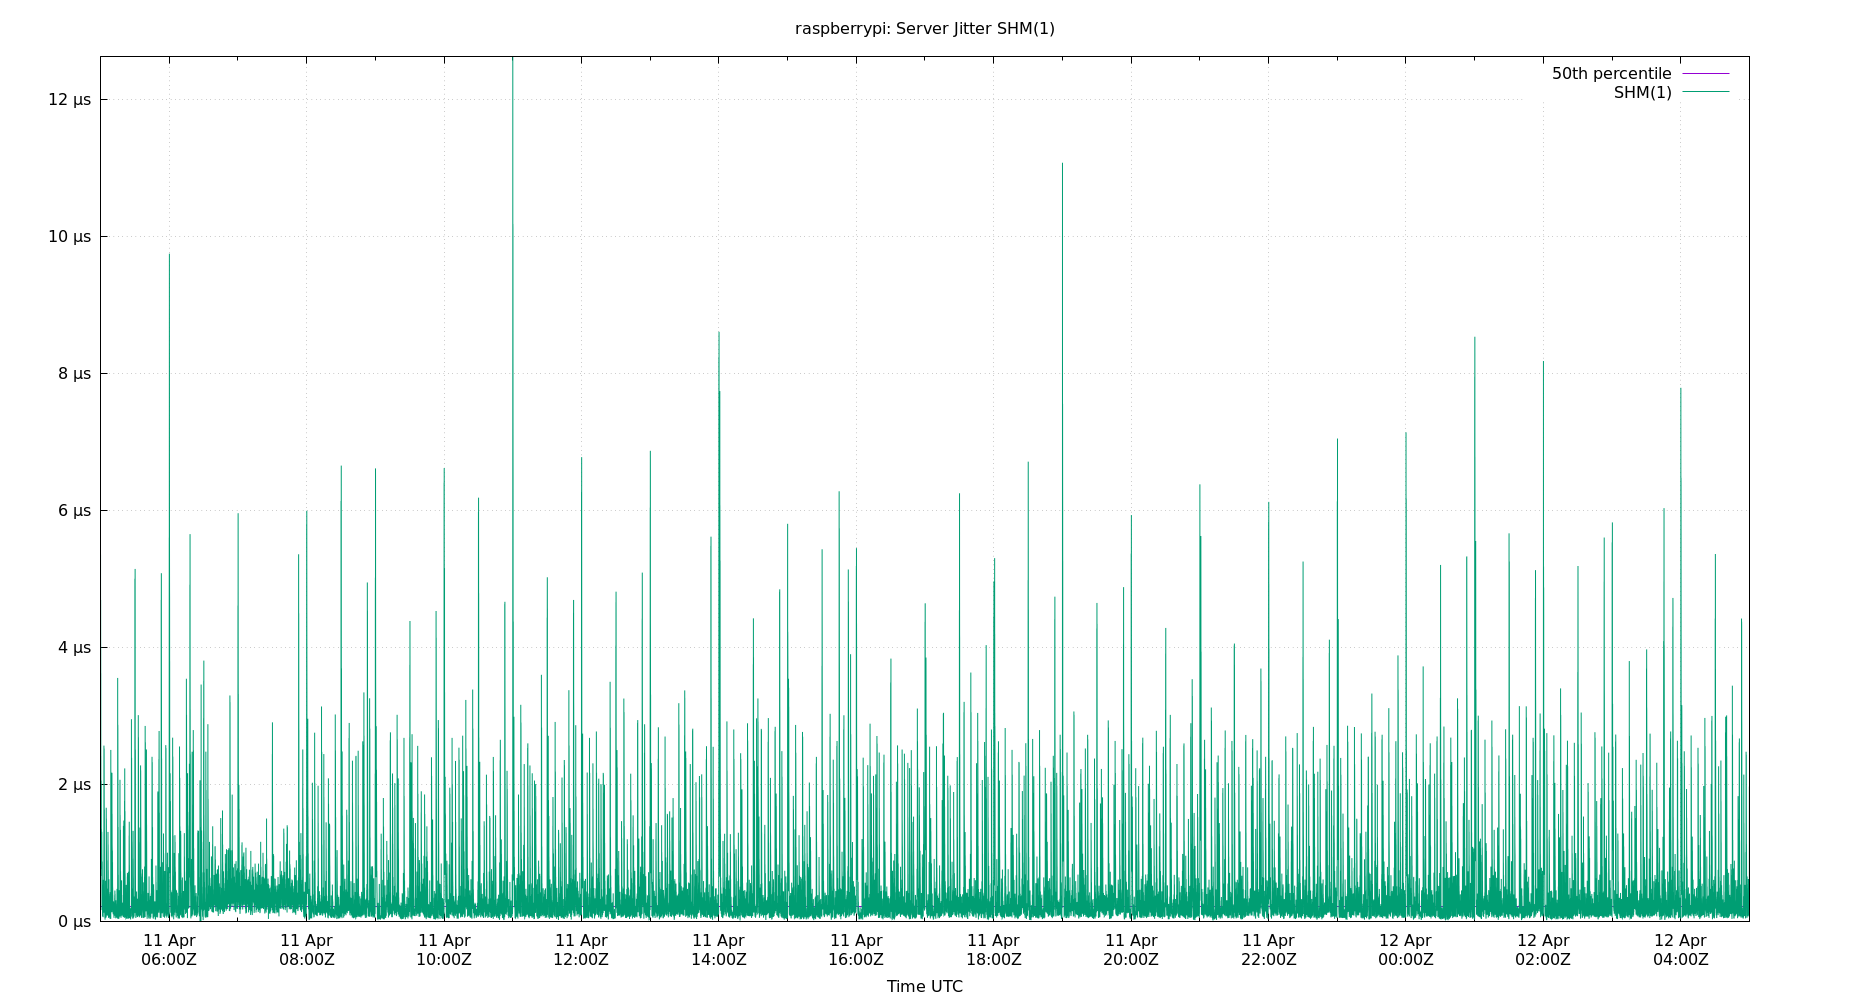 raspberrypi: Server Jitter SHM(1)
50th percentile
SHM(1)
12 µs
10 µs
8 µs
6 µs
4 µs
2 µs
0 µs
11 Apr 11 Apr 11 Apr 11 Apr 11 Apr 11 Apr 11 Apr 11 Apr 11 Apr 12 Apr 12 Apr 12 Apr
06:00Z 08:00Z 10:00Z 12:00Z 14:00Z 16:00Z 18:00Z 20:00Z 22:00Z 00:00Z 02:00Z 04:00Z
Time UTC